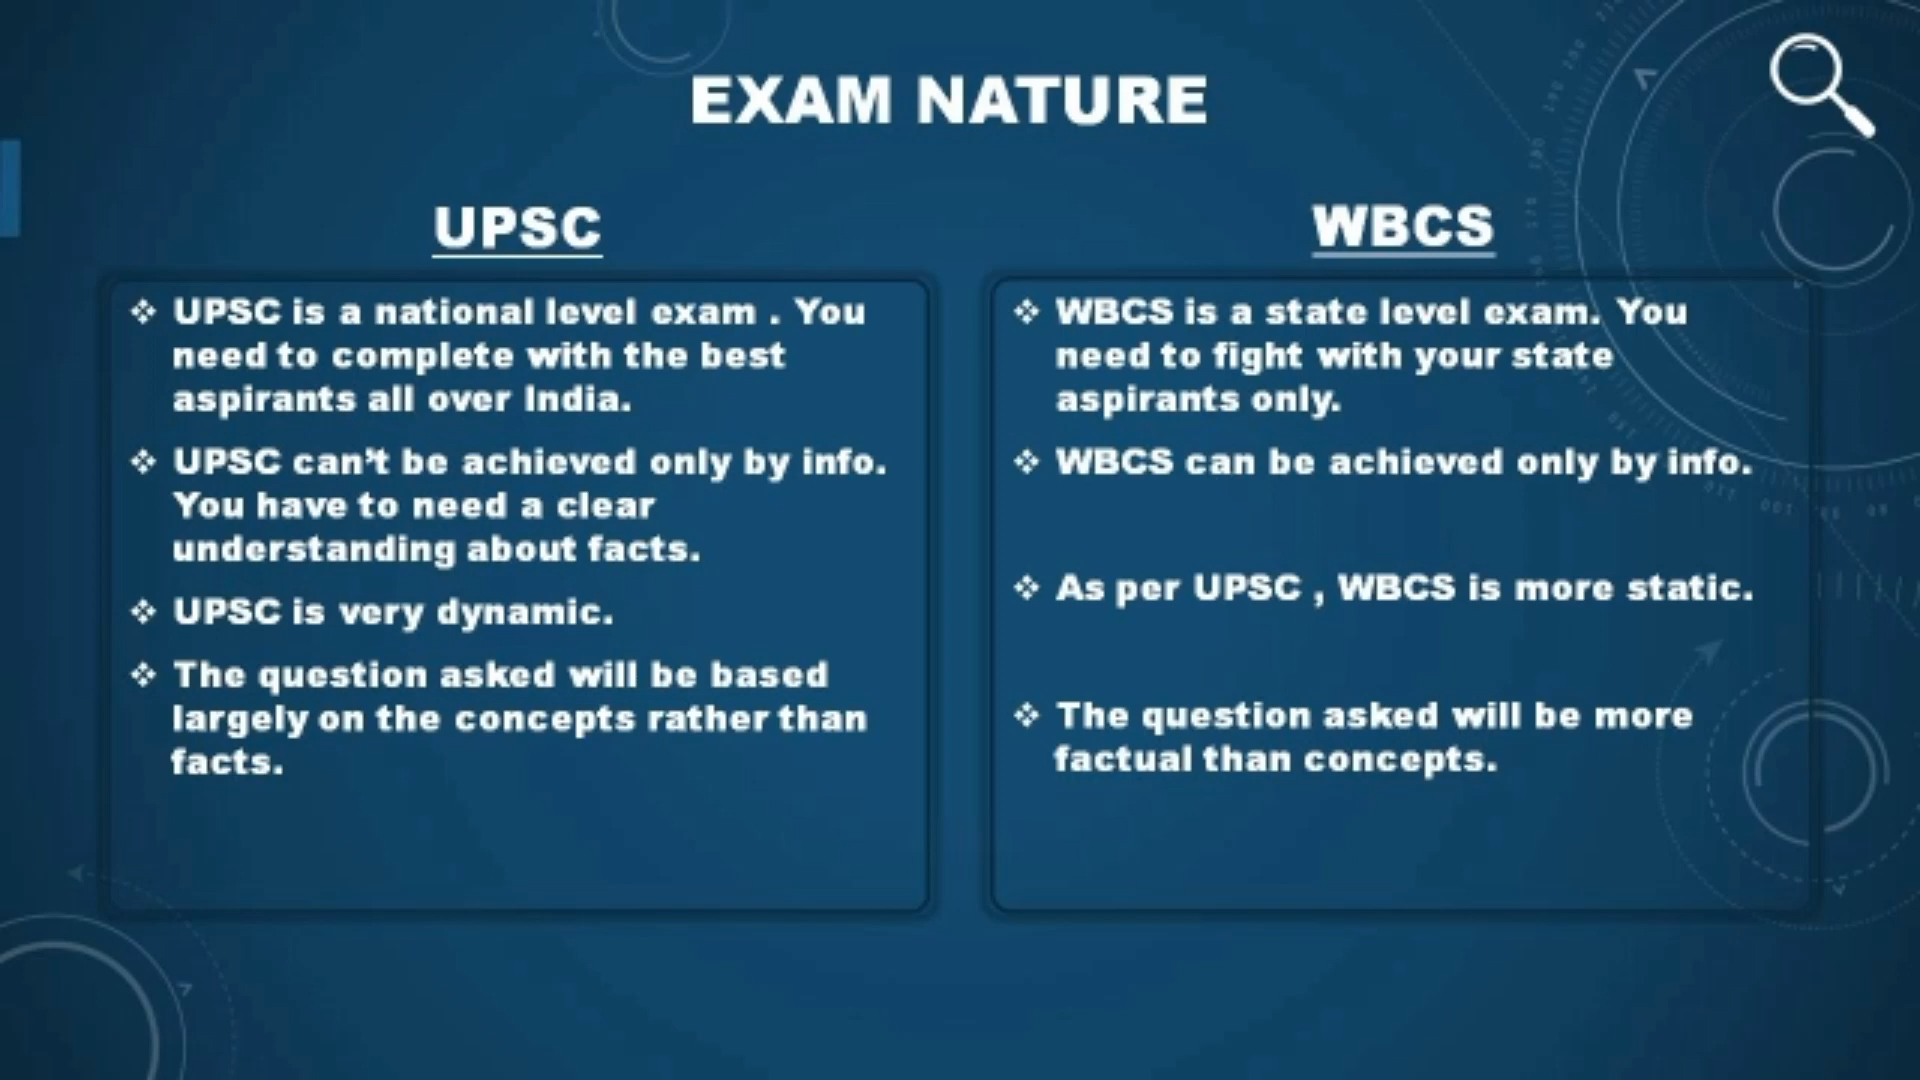 EXAM NATURE
UPSC
❖ UPSC is a national level exam . You
need to complete with the best
aspirants all over India.
❖ UPSC can't be achieved only by info.
You have to need a clear
understanding about facts.
❖ UPSC is very dynamic.
❖ The question asked will be based
largely on the concepts rather than
facts.
WBCS
❖ WBCS is a state level exam. You
need to fight with your state
aspirants only.
❖ WBCS can be achieved only by info.
❖ As per UPSC , WBCS is more static.
❖ The question asked will be more
factual than concepts.